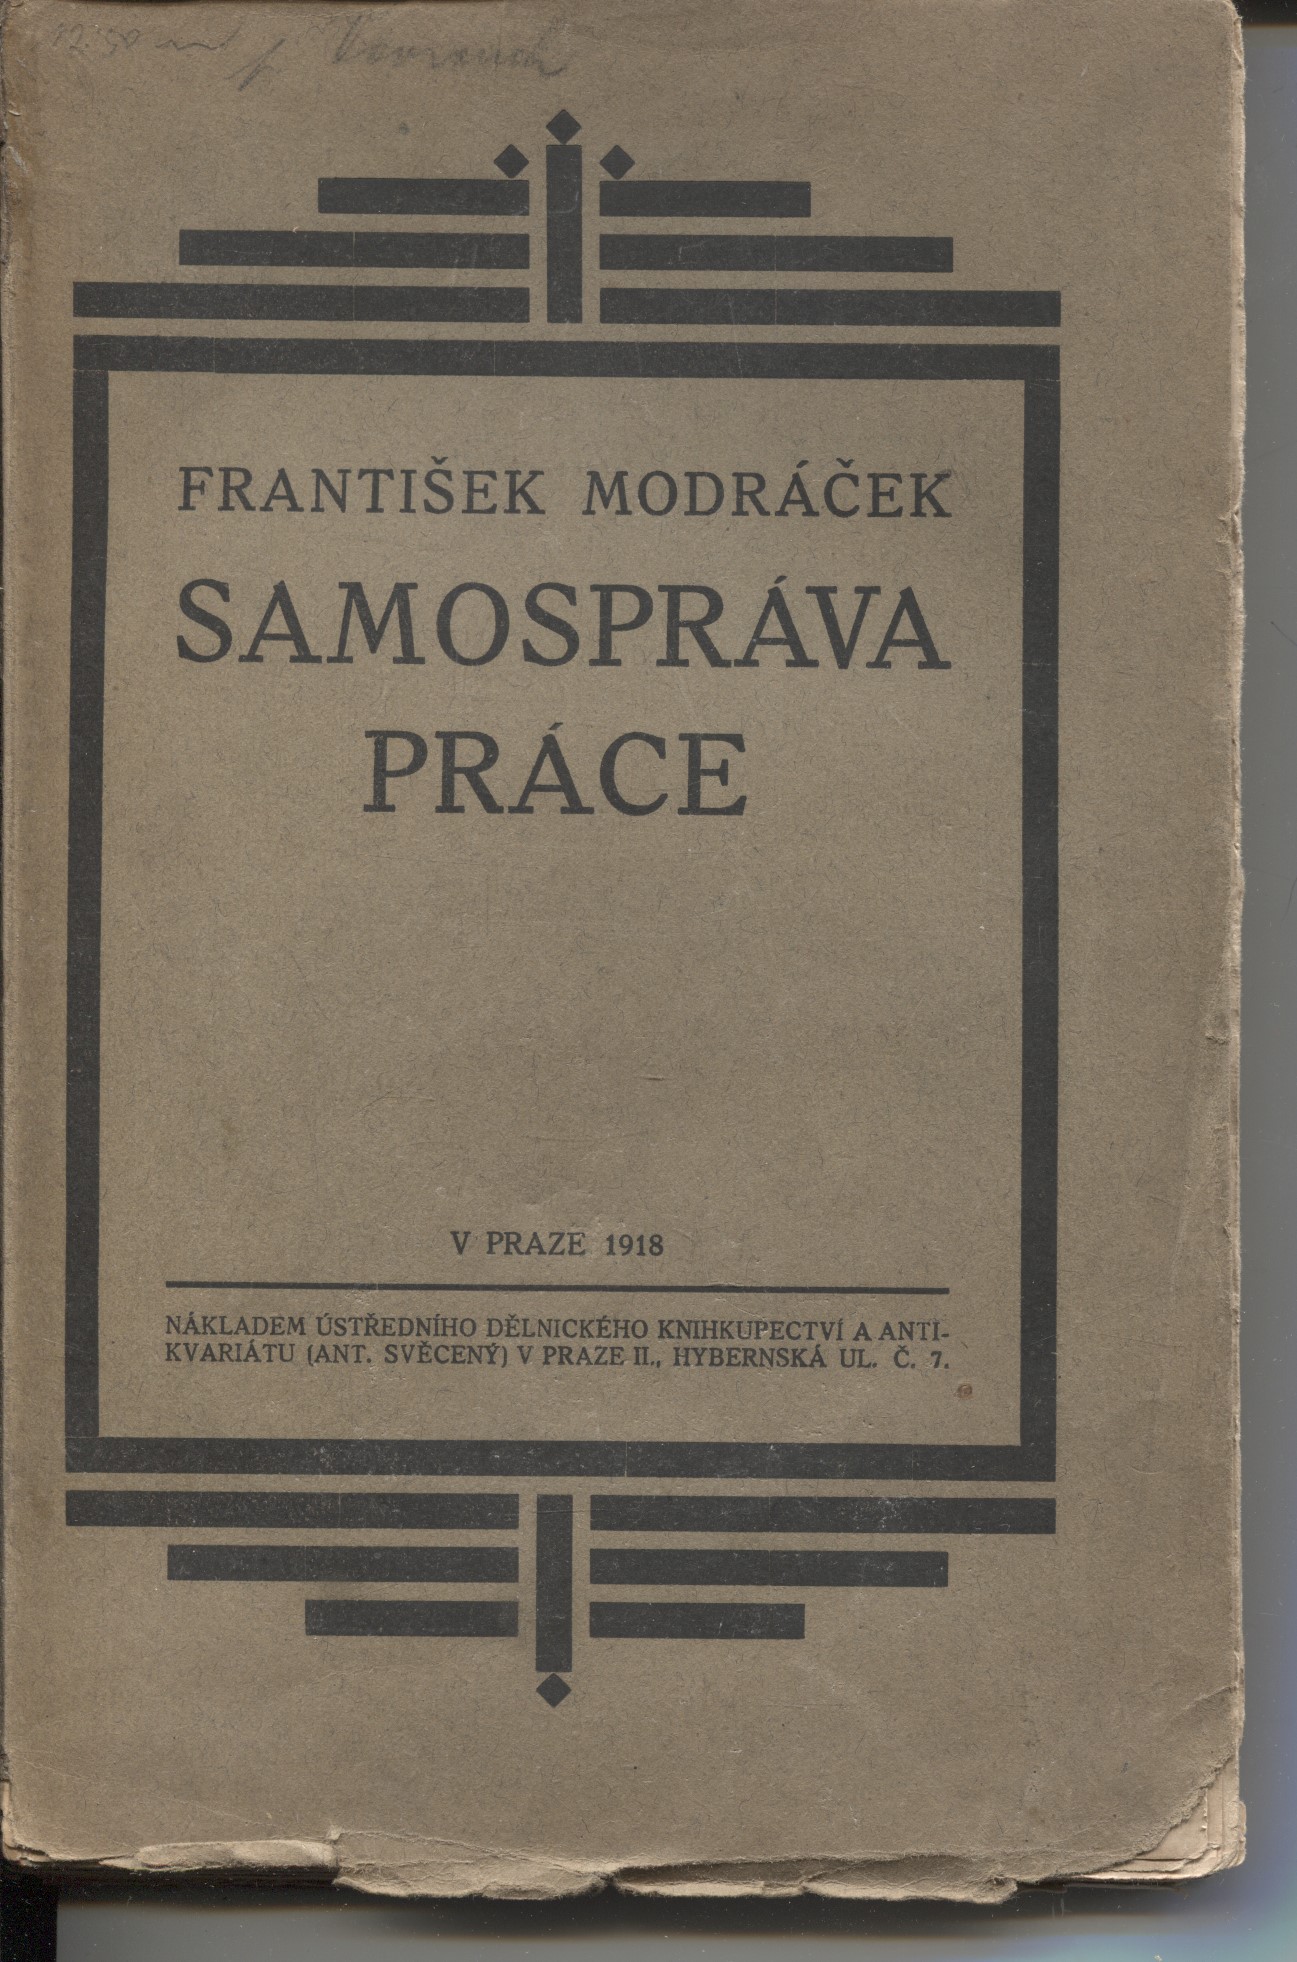 FRANTIŠEK MODRÁČEK
SAMOSPRÁVA
PRÁCE
V PRAZE 1918
NÁKLADEM ÚSTŘEDNÍHO DĚLNICKÉHO KNIHKUPECTVÍ A ANTI-
KVARIÁTU (ANT. SVĚCENÝ) V PRAZE II., HYBERNSKÁ UL. Č. 7.